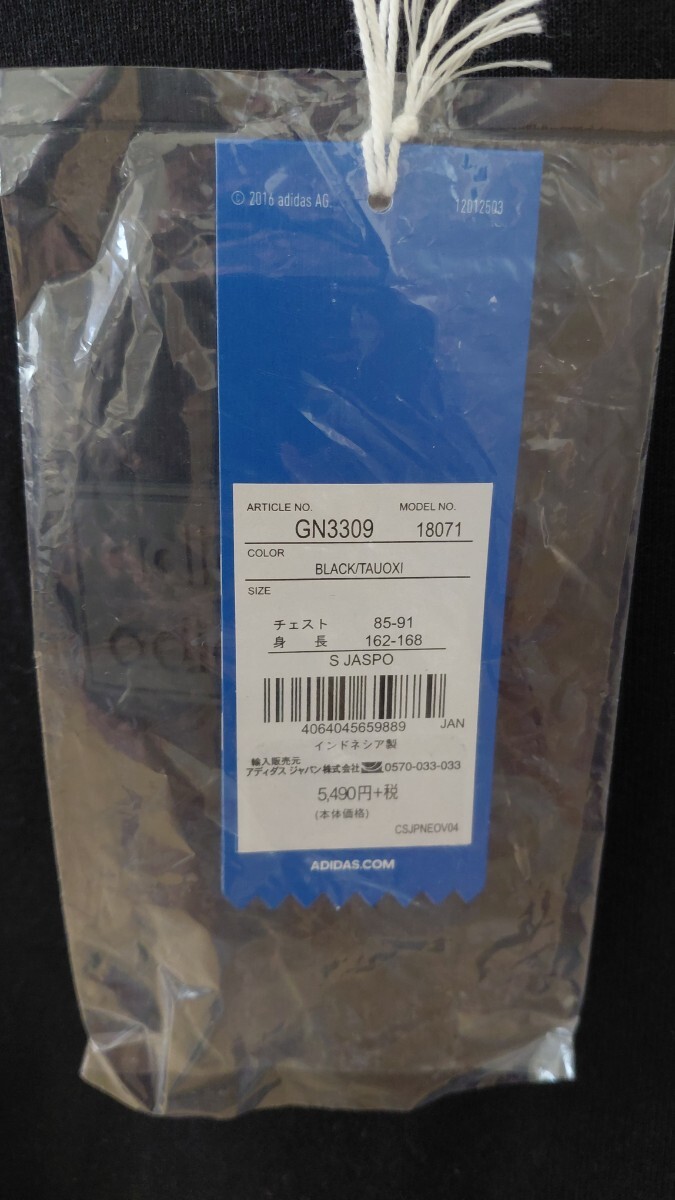 © 2016 adidas AG.
12012603
ARTICLE NO. MODEL NO.
GN3309 18071
COLOR
BLACK/TAUOXI
SIZE
チェスト 85-91
身 長 162-168
S JASPO
4064045659889 JAN
インドネシア製
輸入販売元
アディダス ジャパン株式会社 0570-033-033
5,490円+税
(本体価格)
CSJPNEOV04
ADIDAS.COM